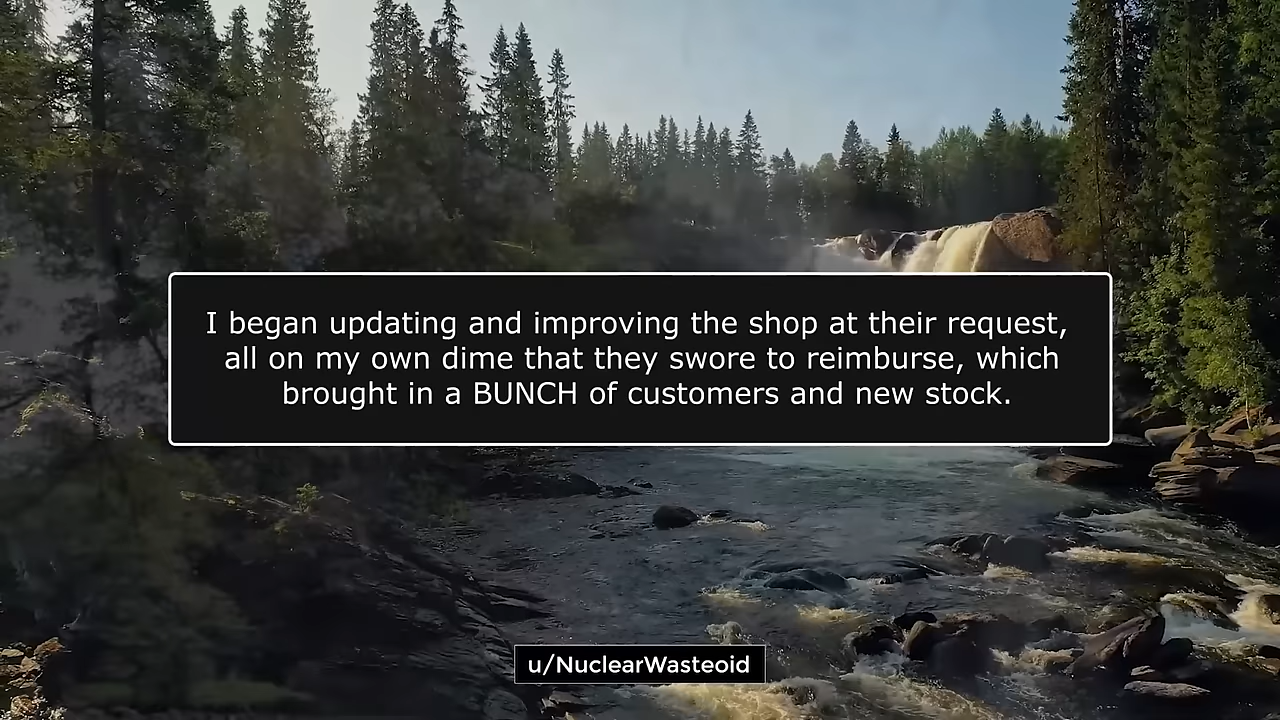 I began updating and improving the shop at their request,
all on my own dime that they swore to reimburse, which
brought in a BUNCH of customers and new stock.
u/NuclearWasteoid